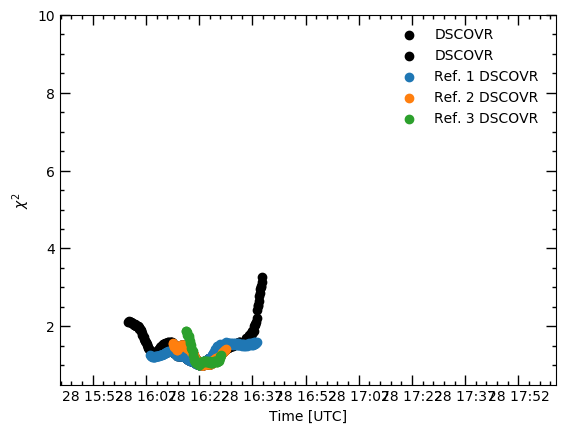 10
8
6
4
2
χ²
DSCOVR
DSCOVR
Ref. 1 DSCOVR
Ref. 2 DSCOVR
Ref. 3 DSCOVR
28 15:52 28 16:07 28 16:22 28 16:37 28 16:52 28 17:07 28 17:22 28 17:37 28 17:52
Time [UTC]